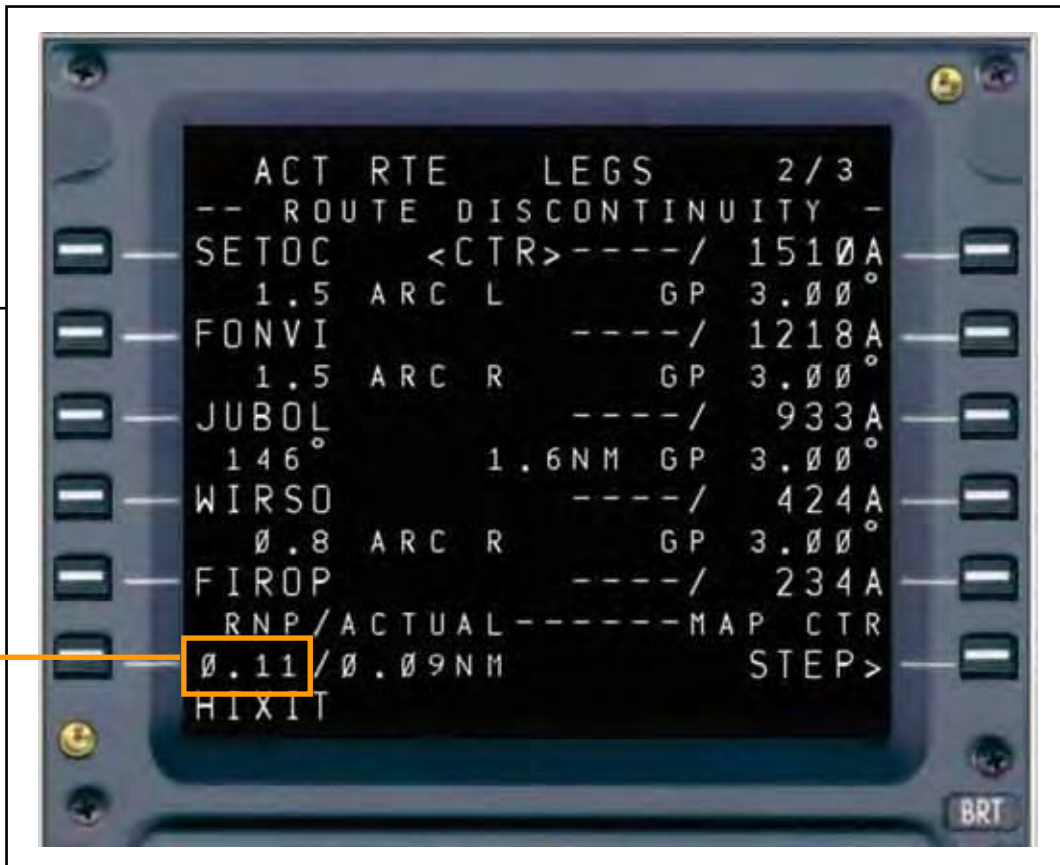 ACT RTE LEGS 2/3
-- ROUTE DISCONTINUITY -
SETOC <CTR>----/ 1510A
1.5 ARC L GP 3.00°
FONVI ----/ 1218A
1.5 ARC R GP 3.00°
JUBOL ----/ 933A
146° 1.6NM GP 3.00°
WIRSO ----/ 424A
0.8 ARC R GP 3.00°
FIROP ----/ 234A
RNP/ACTUAL------MAP CTR
0.11/0.09NM STEP>
HIXIT
BRT